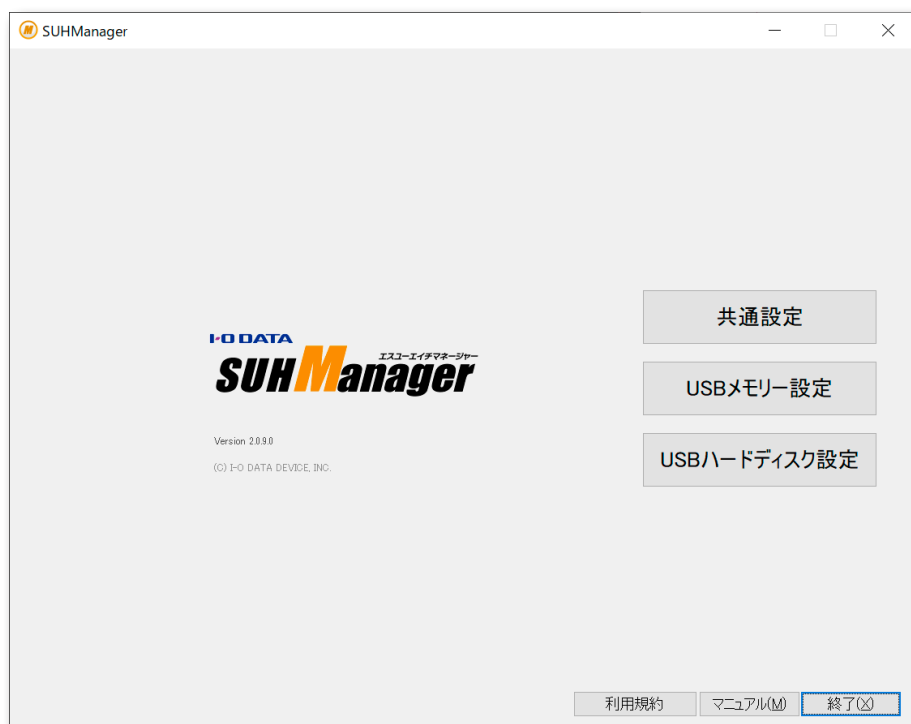 SUHManager
共通設定
I-O DATA
エスユーエイチマネージャー
SUHManager
USBメモリー設定
Version 2.0.9.0
USBハードディスク設定
(C) I-O DATA DEVICE, INC.
利用規約
マニュアル(M)
終了(X)